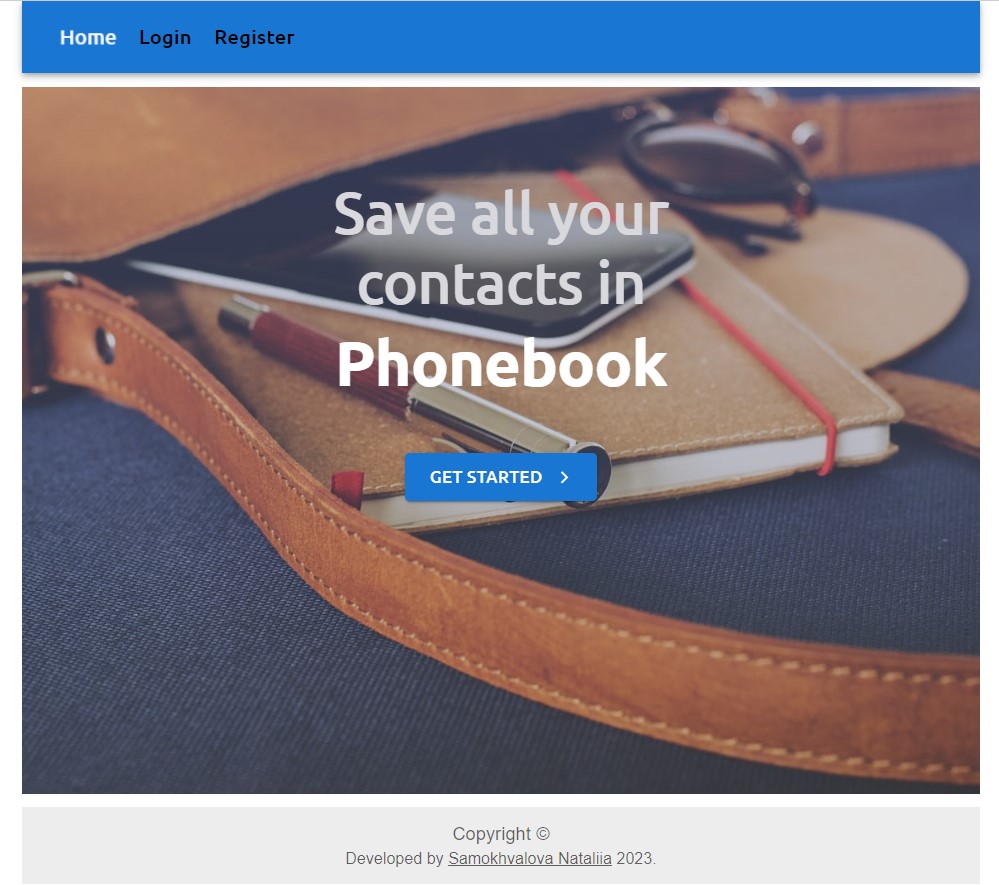 Home Login Register
Save all your
contacts in
Phonebook
GET STARTED
Copyright ©
Developed by Samokhvalova Nataliia 2023.